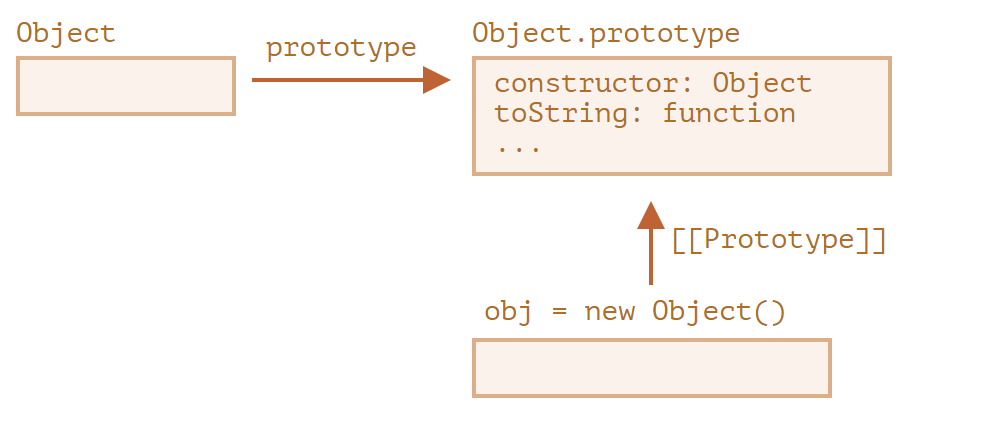 Object
prototype
Object.prototype
constructor: Object
toString: function
...
[[Prototype]]
obj = new Object()